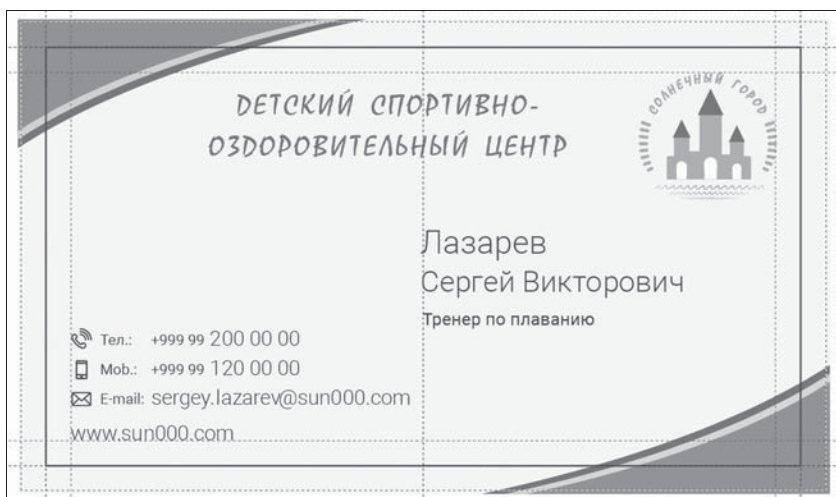 ДЕТСКИЙ СПОРТИВНО-
ОЗДОРОВИТЕЛЬНЫЙ ЦЕНТР
СОЛНЕЧНЫЙ ГОРОД
Лазарев
Сергей Викторович
Тренер по плаванию
Тел.: +999 99 200 00 00
Mob.: +999 99 120 00 00
E-mail: sergey.lazarev@sun000.com
www.sun000.com